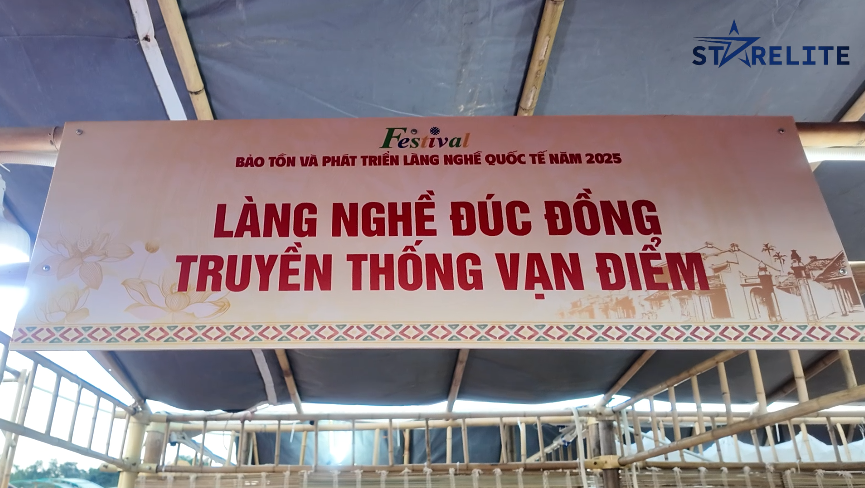 STARELITE
Festival
BẢO TỒN VÀ PHÁT TRIỂN LÀNG NGHỀ QUỐC TẾ NĂM 2025
LÀNG NGHỀ ĐÚC ĐỒNG
TRUYỀN THỐNG VẠN ĐIỂM